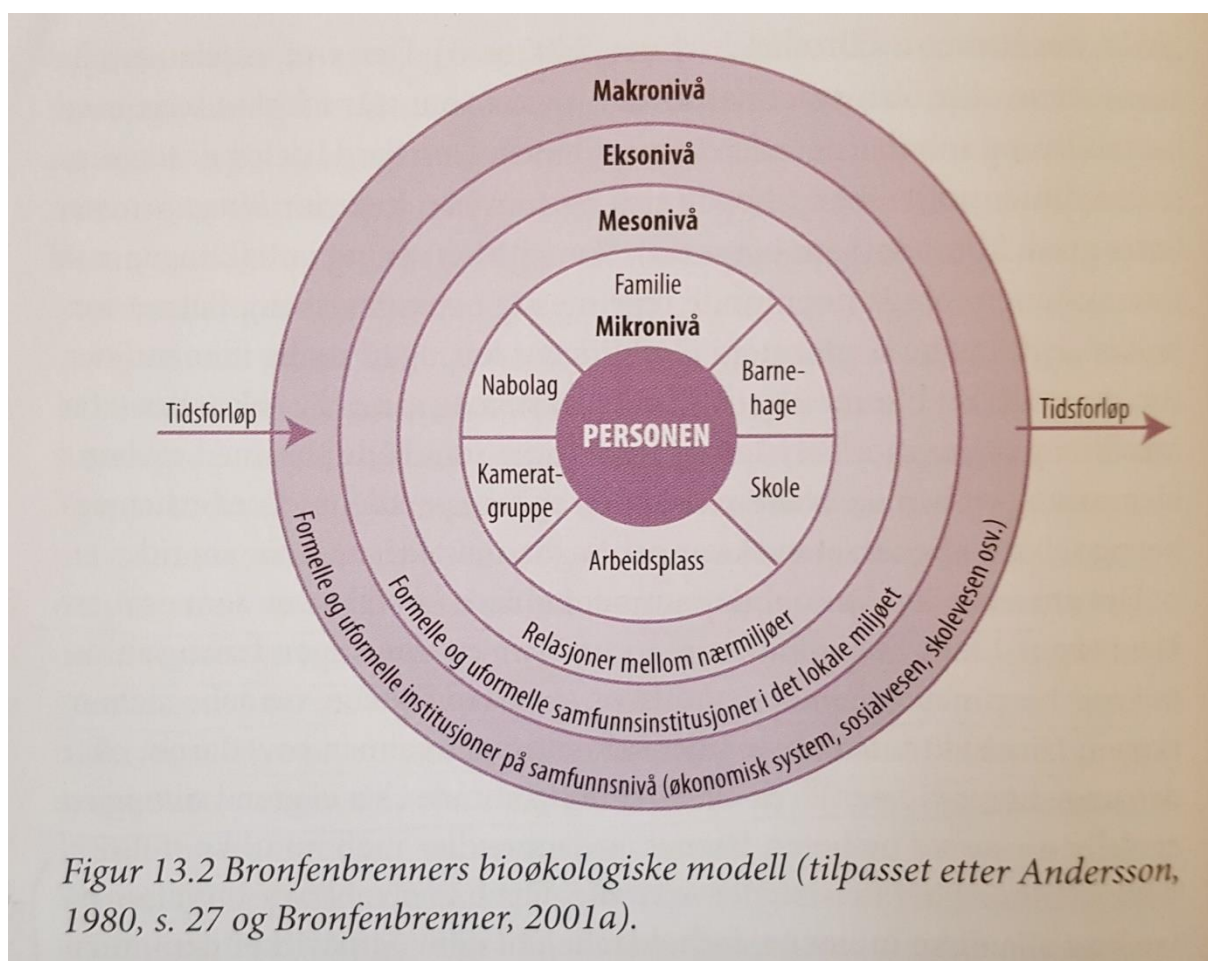 Makronivå
Eksonivå
Mesonivå
Familie
Mikronivå
Nabolag
Barne-
hage
Tidsforløp
PERSONEN
Tidsforløp
Kamerat-
gruppe
Skole
Arbeidsplass
Relasjoner mellom nærmiljøer
Formelle og uformelle samfunnsinstitusjoner i det lokale miljøet
Formelle og uformelle institusjoner på samfunnsnivå (økonomisk system, sosialvesen, skolevesen osv.)
Figur 13.2 Bronfenbrenners bioøkologiske modell (tilpasset etter Andersson,
1980, s. 27 og Bronfenbrenner, 2001a).